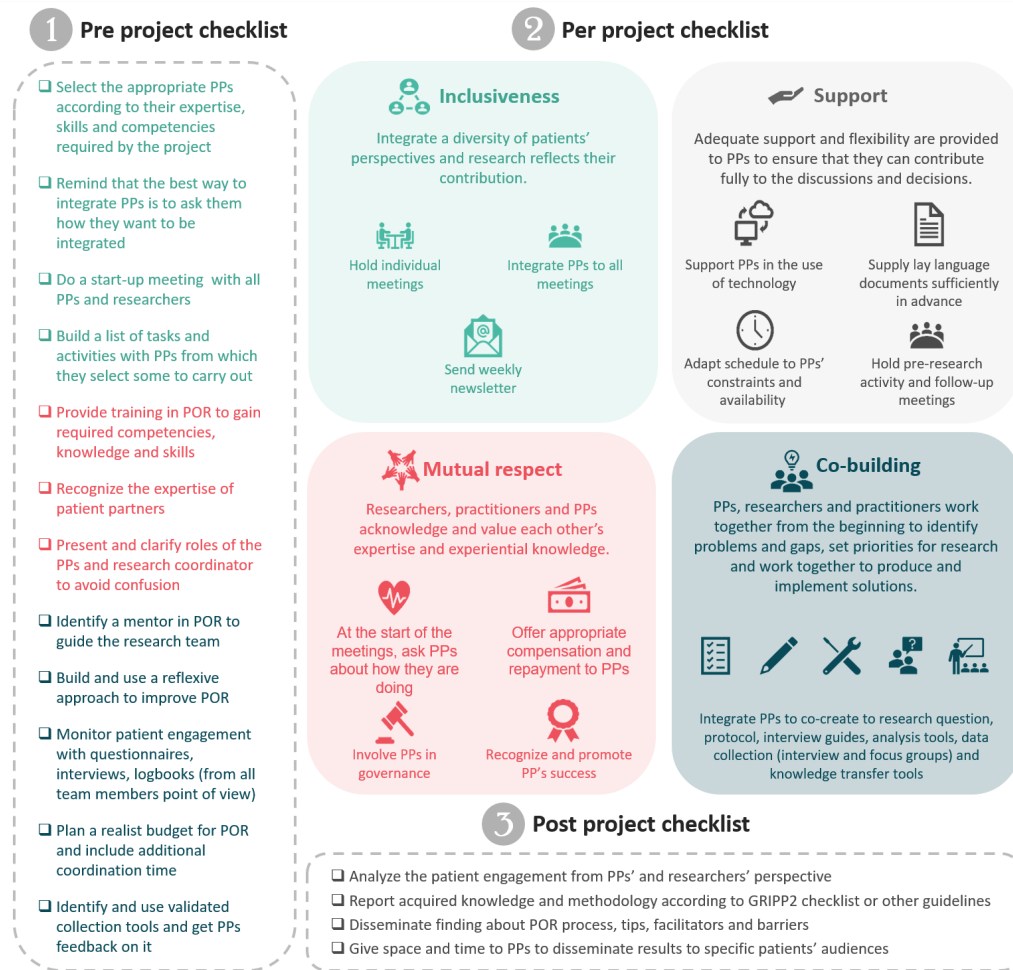 1 Pre project checklist
Select the appropriate PPs
according to their expertise,
skills and competencies
required by the project
Remind that the best way to
integrate PPs is to ask them
how they want to be
integrated
Do a start-up meeting with all
PPs and researchers
Build a list of tasks and
activities with PPs from which
they select some to carry out
Provide training in POR to gain
required competencies,
knowledge and skills
Recognize the expertise of
patient partners
Present and clarify roles of the
PPs and research coordinator
to avoid confusion
Identify a mentor in POR to
guide the research team
Build and use a reflexive
approach to improve POR
Monitor patient engagement
with questionnaires,
interviews, logbooks (from all
team members point of view)
Plan a realist budget for POR
and include additional
coordination time
Identify and use validated
collection tools and get PPs
feedback on it
2 Per project checklist
Inclusiveness
Integrate a diversity of patients’
perspectives and research reflects their
contribution.
Hold individual
meetings
Integrate PPs to all
meetings
@
Send weekly
newsletter
Support
Adequate support and flexibility are provided
to PPs to ensure that they can contribute
fully to the discussions and decisions.
Support PPs in the use
of technology
Supply lay language
documents sufficiently
in advance
Adapt schedule to PPs’
constraints and
availability
Hold pre-research
activity and follow-up
meetings
Mutual respect
Researchers, practitioners and PPs
acknowledge and value each other’s
expertise and experiential knowledge.
At the start of the
meetings, ask PPs
about how they are
doing
Offer appropriate
compensation and
repayment to PPs
Involve PPs in
governance
Recognize and promote
PP’s success
Co-building
PPs, researchers and practitioners work
together from the beginning to identify
problems and gaps, set priorities for research
and work together to produce and
implement solutions.
?
Integrate PPs to co-create to research question,
protocol, interview guides, analysis tools, data
collection (interview and focus groups) and
knowledge transfer tools
3 Post project checklist
Analyze the patient engagement from PPs’ and researchers’ perspective
Report acquired knowledge and methodology according to GRIPP2 checklist or other guidelines
Disseminate finding about POR process, tips, facilitators and barriers
Give space and time to PPs to disseminate results to specific patients’ audiences